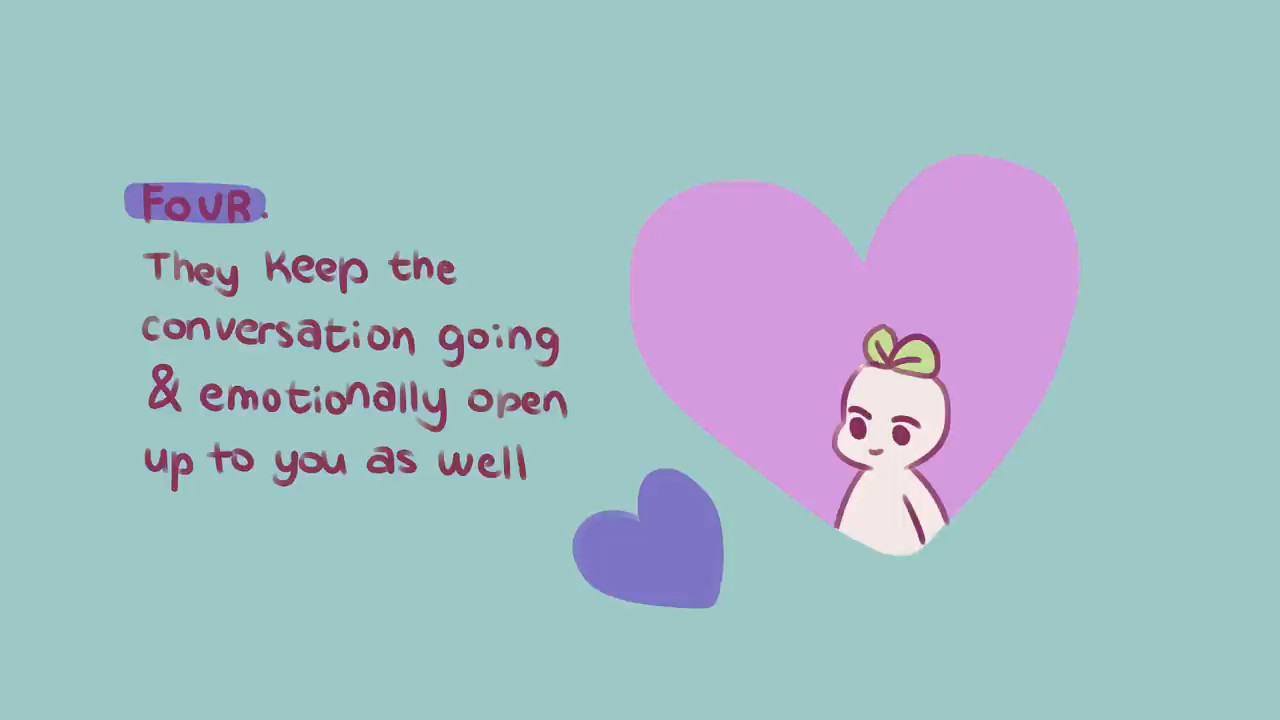 FOUR.
They Keep the
conversation going
& emotionally open
up to you as well